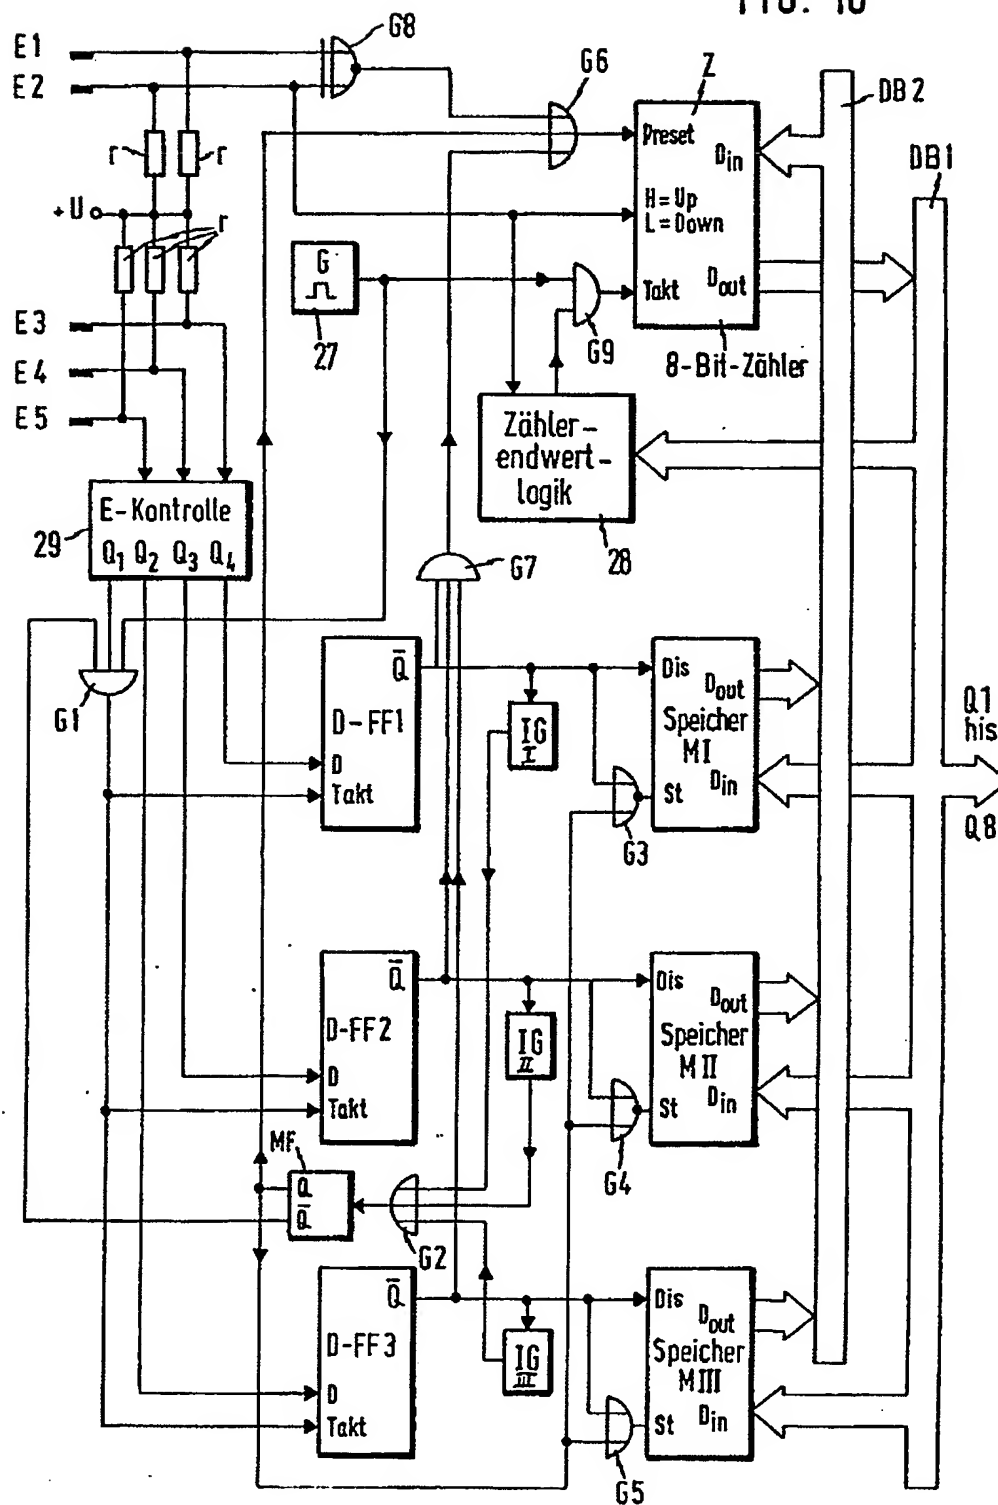 FIG. 10
E1
E2
G8
G6
Z
DB2
DB1
Preset
Din
r
r
+U
r
H=Up
L=Down
G
Takt
Dout
27
G9
8-Bit-Zähler
E3
E4
E5
Zähler-
endwert-
logik
28
E-Kontrolle
Q1 Q2 Q3 Q4
29
G7
G1
Q̅
D-FF1
D
Takt
IG
I
Dis
Dout
Speicher
MI
Din
St
G3
Q1
his
Q8
Q̅
D-FF2
D
Takt
IG
II
Dis
Dout
Speicher
MII
Din
St
G4
MF
Q
Q̅
G2
Q̅
D-FF3
D
Takt
IG
III
Dis
Dout
Speicher
MIII
Din
St
G5